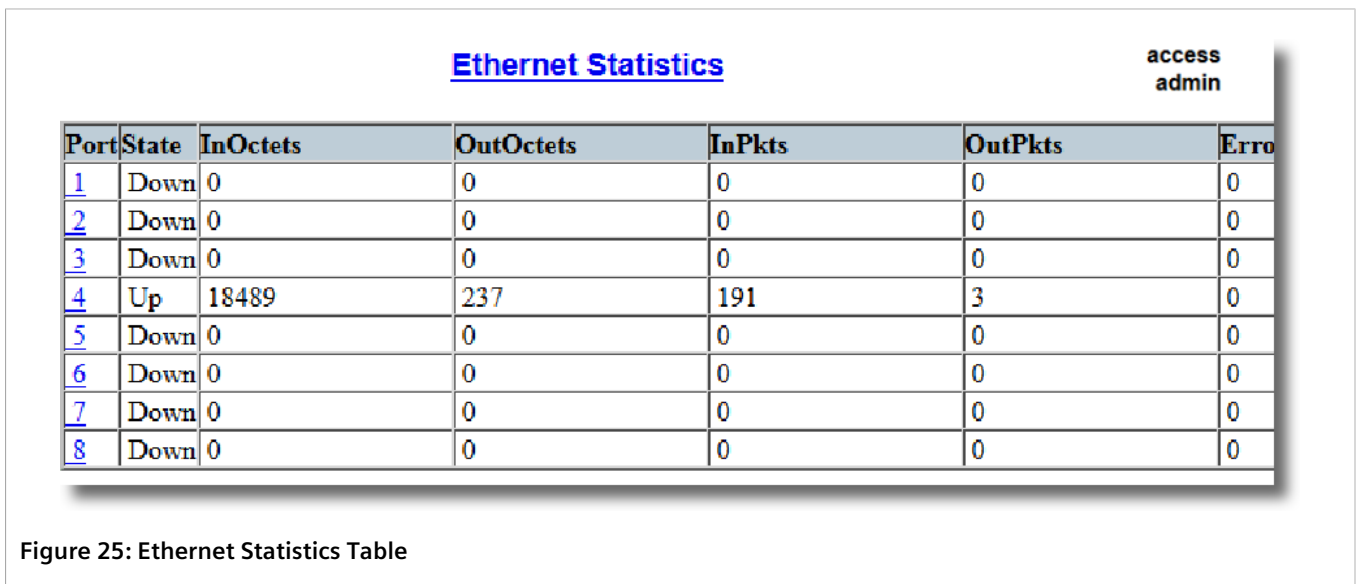 Ethernet Statistics
access
admin
Port State InOctets OutOctets InPkts OutPkts Erro
1 Down 0 0 0 0 0
2 Down 0 0 0 0 0
3 Down 0 0 0 0 0
4 Up 18489 237 191 3 0
5 Down 0 0 0 0 0
6 Down 0 0 0 0 0
7 Down 0 0 0 0 0
8 Down 0 0 0 0 0
Figure 25: Ethernet Statistics Table